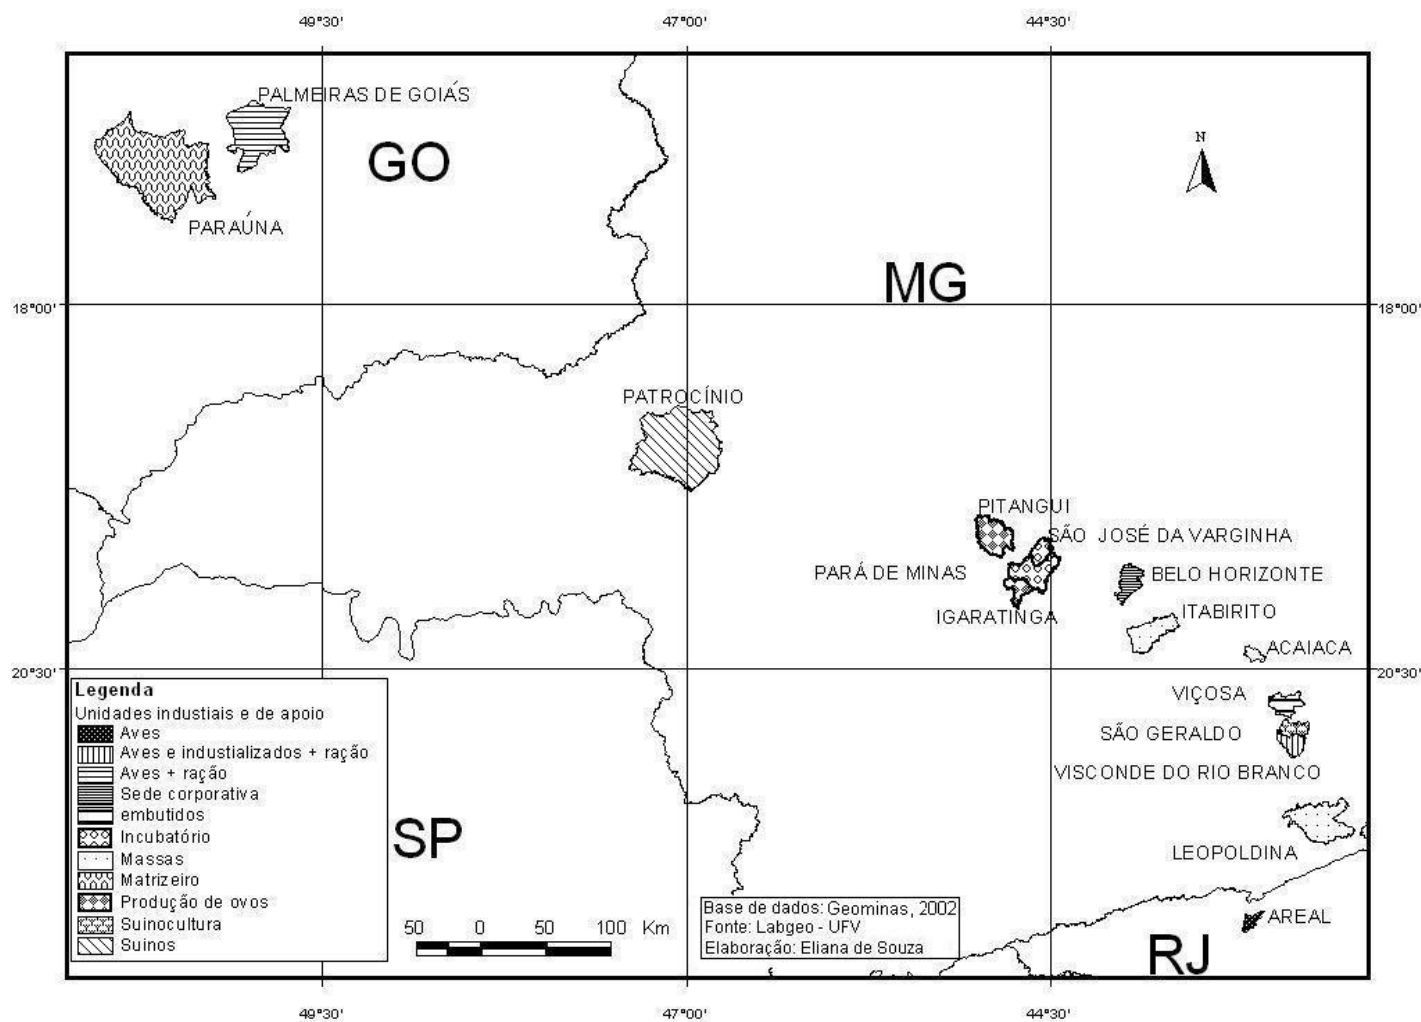 49°30' 47°00' 44°30'
PALMEIRAS DE GOIÁS
GO
N
PARAÚNA
MG
18°00' 18°00'
PATROCÍNIO
PITANGUI
SÃO JOSÉ DA VARGINHA
PARÁ DE MINAS
BELO HORIZONTE
IGARATINGA
ITABIRITO
ACAIACA
20°30' 20°30'
VIÇOSA
SÃO GERALDO
VISCONDE DO RIO BRANCO
LEOPOLDINA
AREAL
RJ
SP
Legenda
Unidades industiais e de apoio
Aves
Aves e industializados + ração
Aves + ração
Sede corporativa
embutidos
Incubatório
Massas
Matrizeiro
Produção de ovos
Suinocultura
Suinos
50 0 50 100 Km
Base de dados: Geominas, 2002
Fonte: Labgeo - UFV
Elaboração: Eliana de Souza
49°30' 47°00' 44°30'